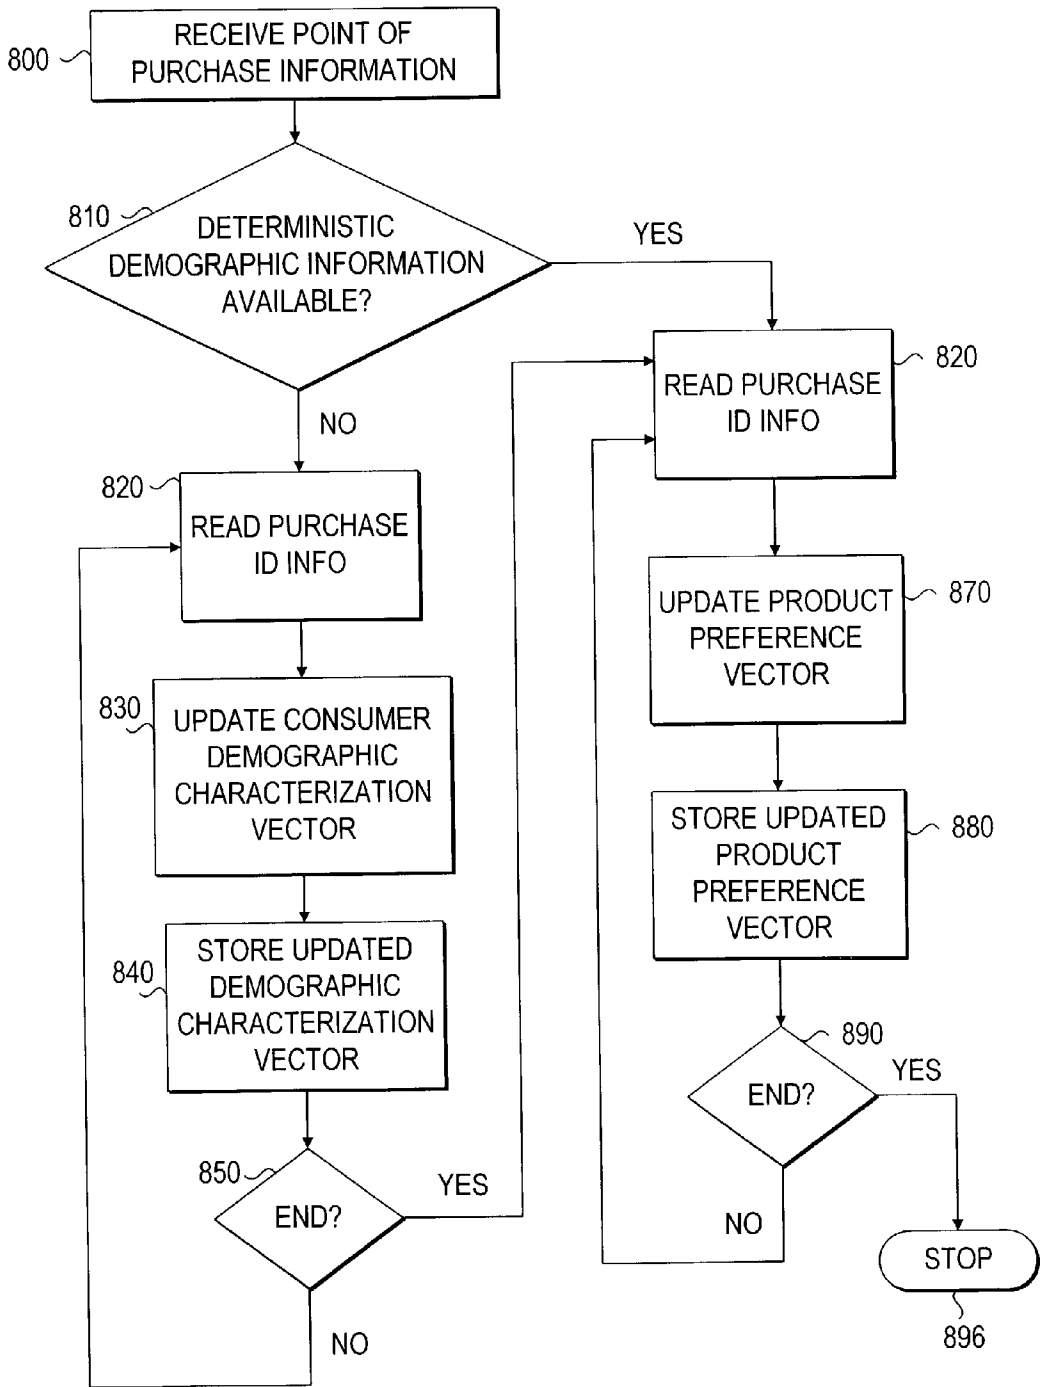 RECEIVE POINT OF
PURCHASE INFORMATION
800
810
DETERMINISTIC
DEMOGRAPHIC INFORMATION
AVAILABLE?
YES
NO
820
READ PURCHASE
ID INFO
830
UPDATE CONSUMER
DEMOGRAPHIC
CHARACTERIZATION
VECTOR
840
STORE UPDATED
DEMOGRAPHIC
CHARACTERIZATION
VECTOR
850
END?
YES
NO
820
READ PURCHASE
ID INFO
870
UPDATE PRODUCT
PREFERENCE
VECTOR
880
STORE UPDATED
PRODUCT
PREFERENCE
VECTOR
890
END?
YES
NO
STOP
896